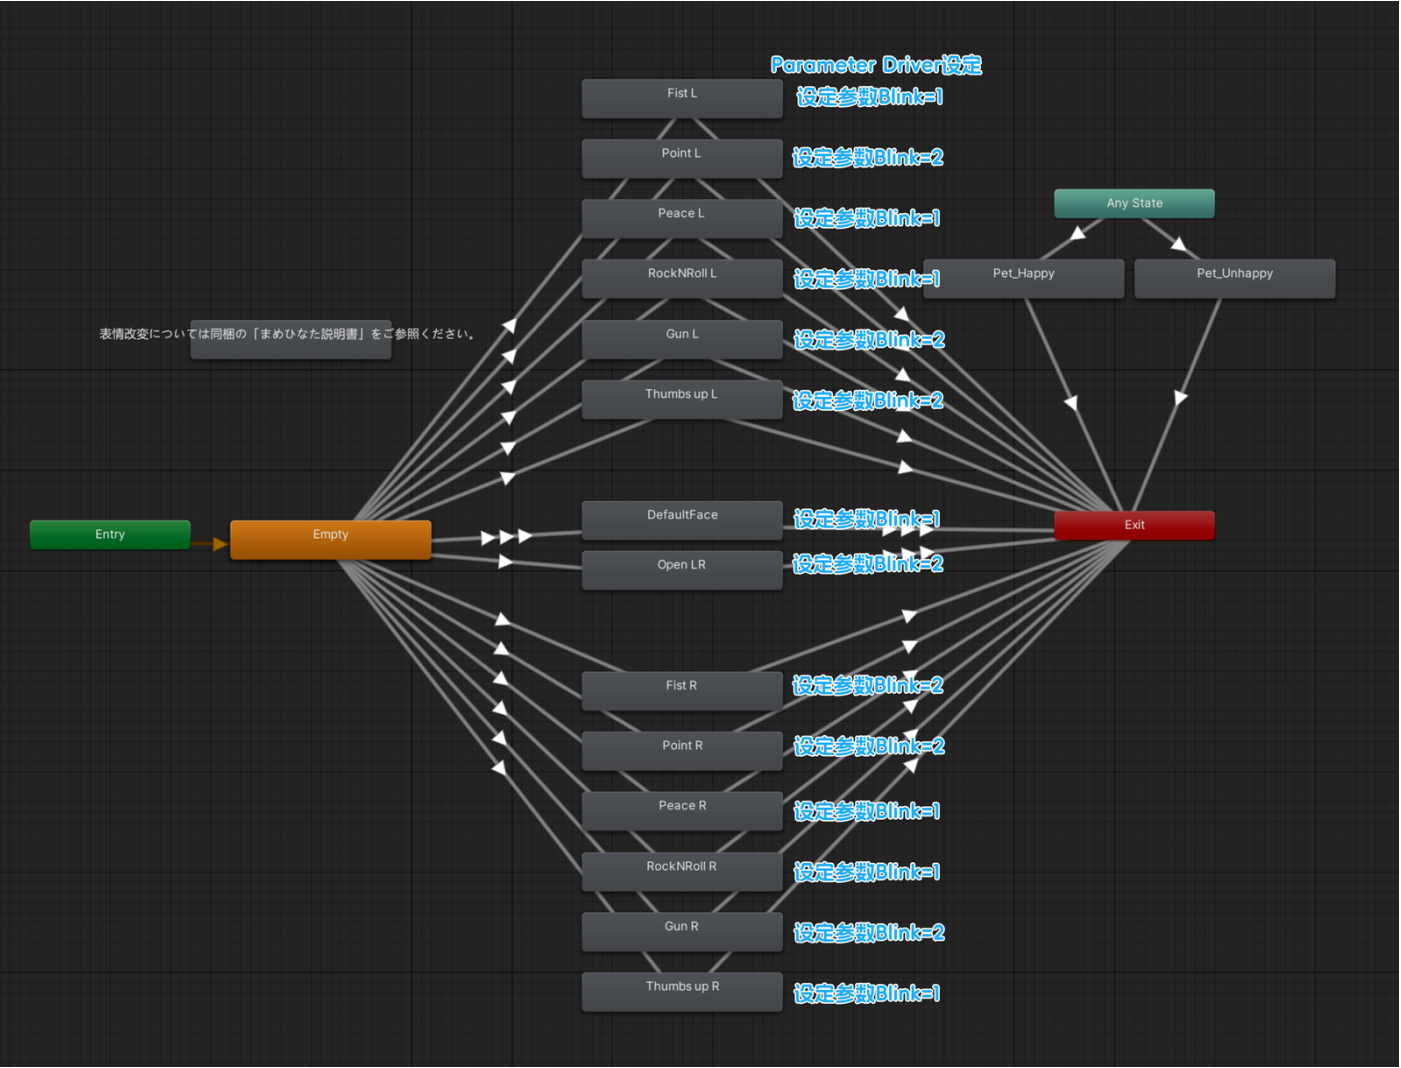 Parameter Driver设定
Fist L 设定参数Blink=1
Point L 设定参数Blink=2
Any State
Peace L 设定参数Blink=1
RockNRoll L 设定参数Blink=1 Pet_Happy Pet_Unhappy
表情改変については同梱の「まめひなた説明書」をご参照ください。
Gun L 设定参数Blink=2
Thumbs up L 设定参数Blink=2
DefaultFace 设定参数Blink=1
Entry Empty Exit
Open LR 设定参数Blink=2
Fist R 设定参数Blink=2
Point R 设定参数Blink=2
Peace R 设定参数Blink=1
RockNRoll R 设定参数Blink=1
Gun R 设定参数Blink=2
Thumbs up R 设定参数Blink=1